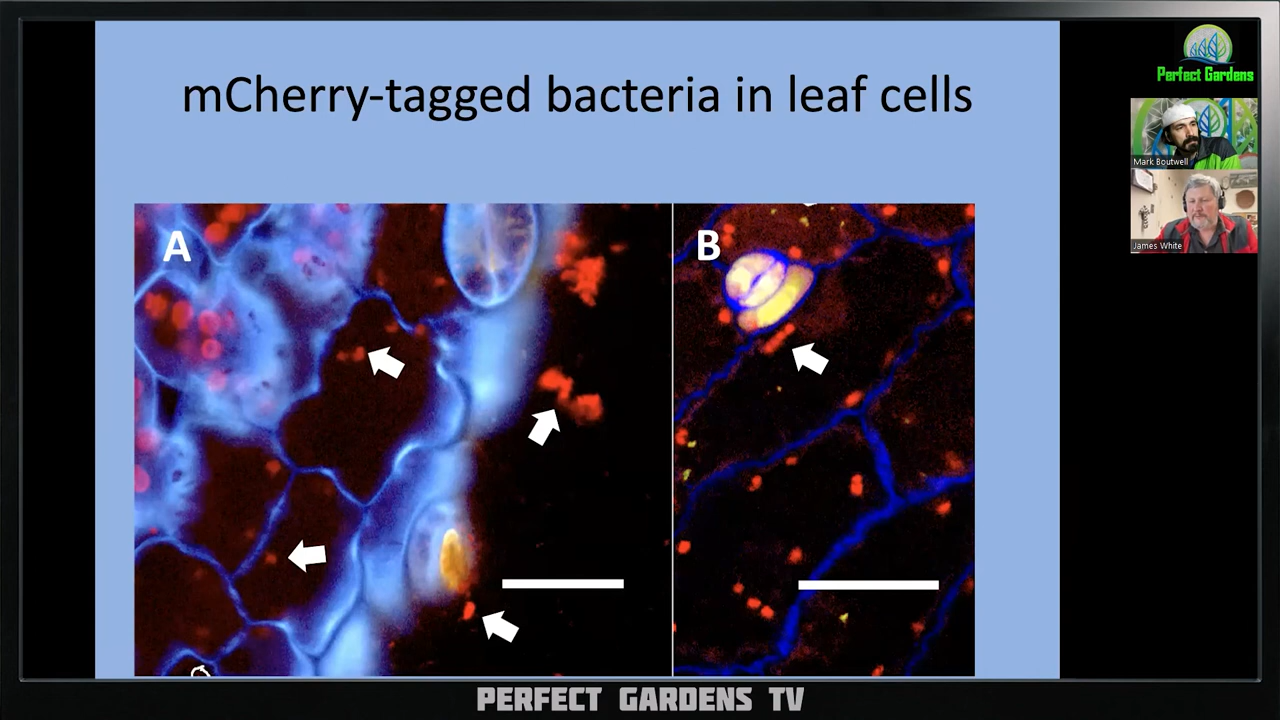 mCherry-tagged bacteria in leaf cells
A
B
Perfect Gardens
Mark Boutwell
James White
PERFECT GARDENS TV